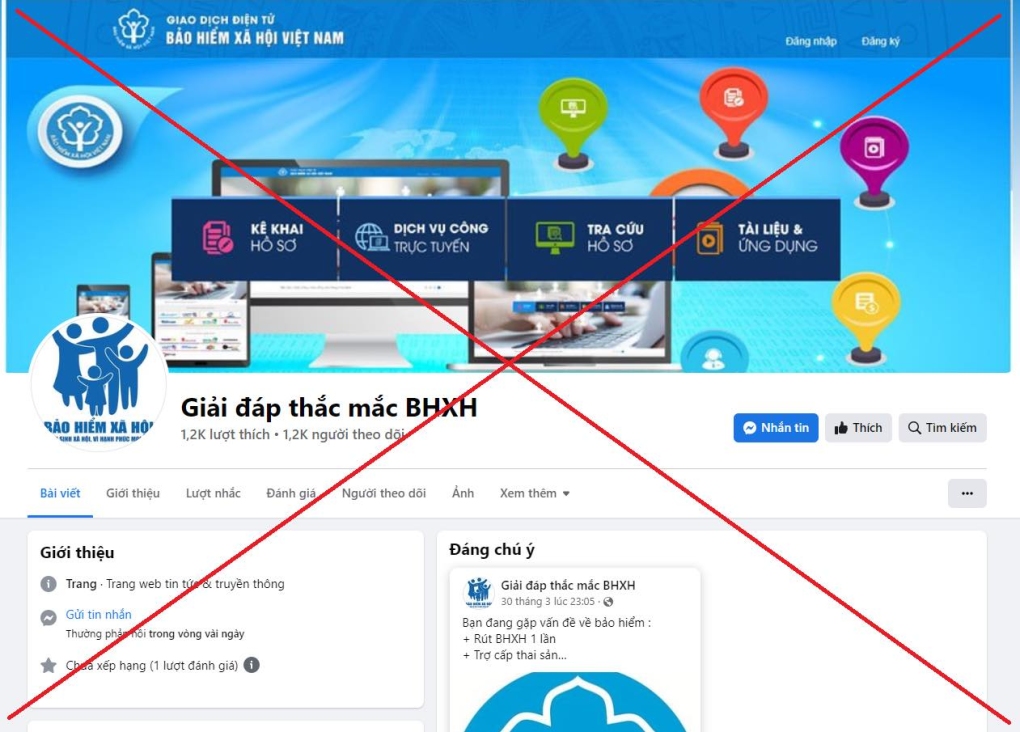 GIAO DỊCH ĐIỆN TỬ
BẢO HIỂM XÃ HỘI VIỆT NAM
Đăng nhập Đăng ký
BẢO HIỂM XÃ HỘI VIỆT NAM
KÊ KHAI
HỒ SƠ
DỊCH VỤ CÔNG
TRỰC TUYẾN
TRA CỨU
HỒ SƠ
TÀI LIỆU &
ỨNG DỤNG
BẢO HIỂM XÃ HỘI
Giải đáp thắc mắc BHXH
1,2K lượt thích • 1,2K người theo dõi
Nhắn tin
Thích
Tìm kiếm
Bài viết Giới thiệu Lượt nhắc Đánh giá Người theo dõi Ảnh Xem thêm
Giới thiệu
Trang · Trang web tin tức & truyền thông
Gửi tin nhắn
Thường phản hồi trong vòng vài ngày
Chưa xếp hạng (1 lượt đánh giá)
Đáng chú ý
Giải đáp thắc mắc BHXH
30 tháng 3 lúc 23:05 ·
Bạn đang gặp vấn đề về bảo hiểm :
+ Rút BHXH 1 lần
+ Trợ cấp thai sản...